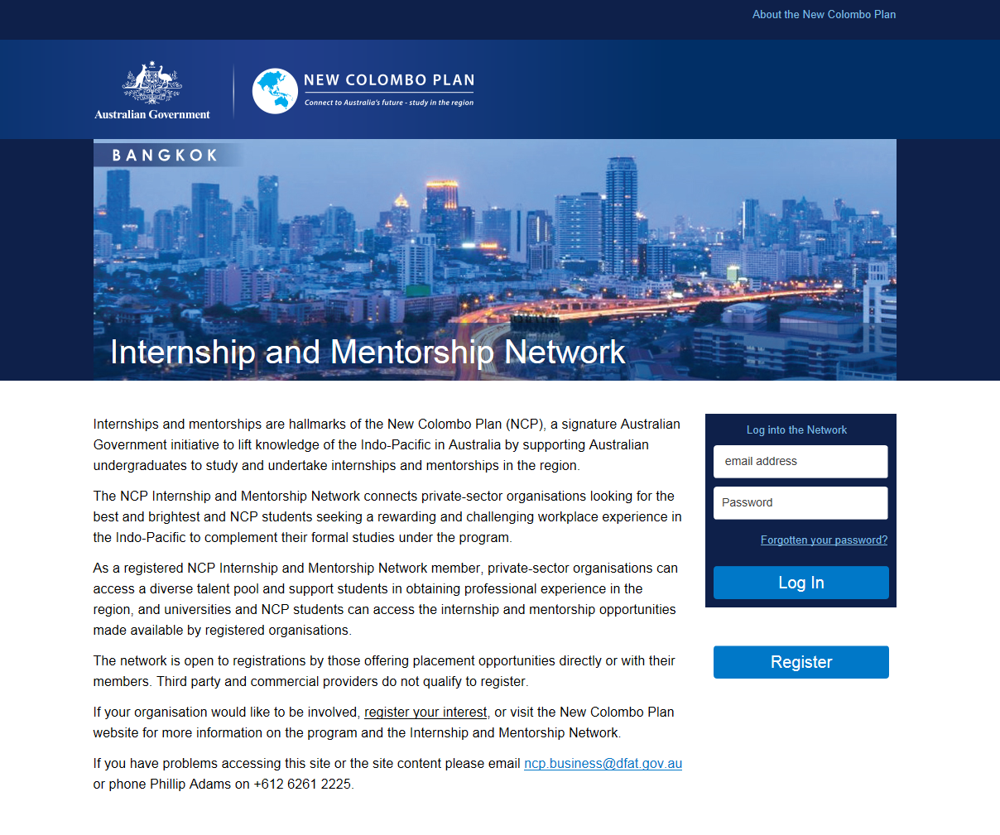 About the New Colombo Plan
Australian Government
NEW COLOMBO PLAN
Connect to Australia's future - study in the region
BANGKOK
Internship and Mentorship Network
Internships and mentorships are hallmarks of the New Colombo Plan (NCP), a signature Australian
Government initiative to lift knowledge of the Indo-Pacific in Australia by supporting Australian
undergraduates to study and undertake internships and mentorships in the region.
The NCP Internship and Mentorship Network connects private-sector organisations looking for the
best and brightest and NCP students seeking a rewarding and challenging workplace experience in
the Indo-Pacific to complement their formal studies under the program.
As a registered NCP Internship and Mentorship Network member, private-sector organisations can
access a diverse talent pool and support students in obtaining professional experience in the
region, and universities and NCP students can access the internship and mentorship opportunities
made available by registered organisations.
The network is open to registrations by those offering placement opportunities directly or with their
members. Third party and commercial providers do not qualify to register.
If your organisation would like to be involved, register your interest, or visit the New Colombo Plan
website for more information on the program and the Internship and Mentorship Network.
If you have problems accessing this site or the site content please email ncp.business@dfat.gov.au
or phone Phillip Adams on +612 6261 2225.
Log into the Network
email address
Password
Forgotten your password?
Log In
Register